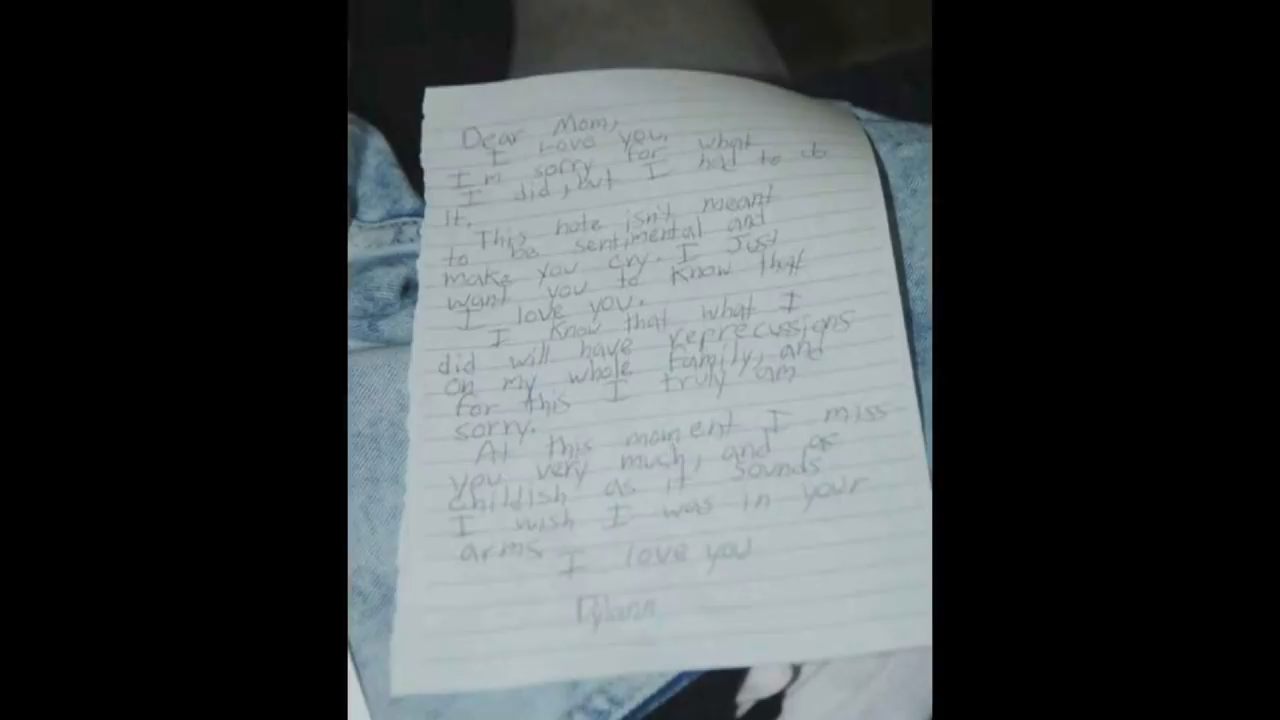 Dear Mom,
I Love you.
I'm sorry for what
I did, but I had to do
it.
This note isn't meant
to be sentimental and
make you cry. I Just
want you to know that
I love you.
I know that what I
did will have reprecussions
on my whole family, and
for this I truly am
sorry.
At this moment I miss
you very much, and as
childish as it sounds
I wish I was in your
arms
I love you
Dylann